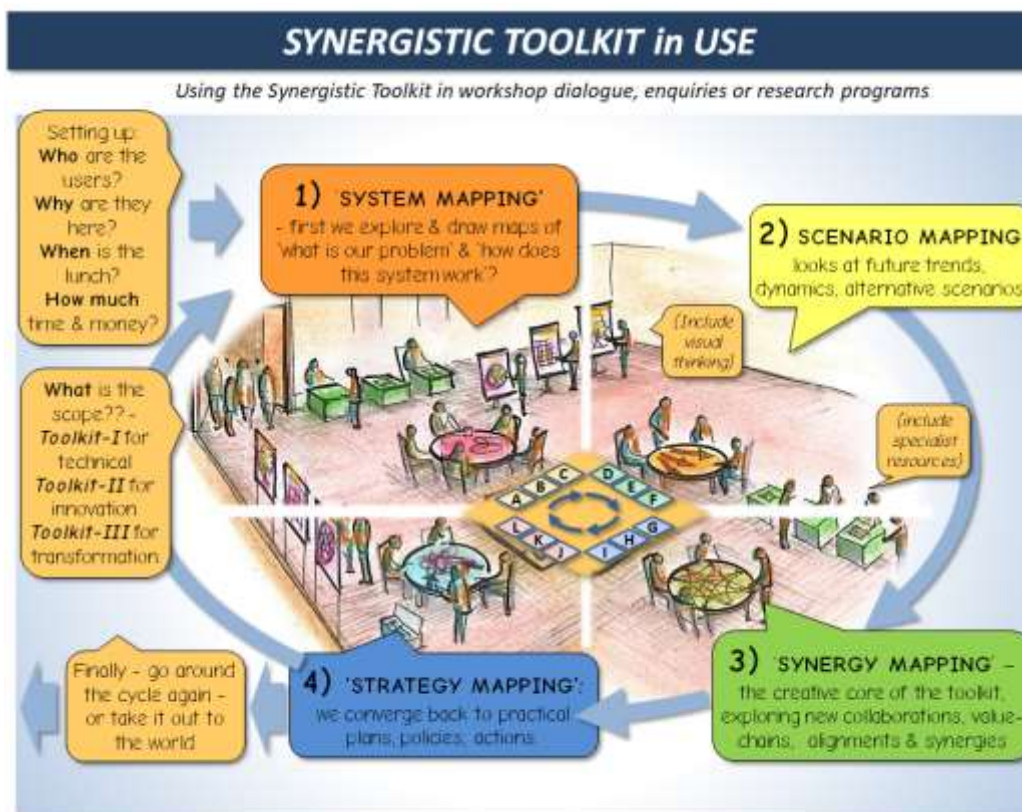 SYNERGISTIC TOOLKIT in USE
Using the Synergistic Toolkit in workshop dialogue, enquiries or research programs
Setting up:
Who are the
users?
Why are they
here?
When is the
lunch?
How much
time & money?
What is the
scope?? -
Toolkit-I for
technical
Toolkit-II for
innovation
Toolkit-III for
transformation
1) 'SYSTEM MAPPING'
- first we explore & draw maps of
'what is our problem' & 'how does
this system work'?
2) SCENARIO MAPPING
looks at future trends,
dynamics, alternative scenarios
(Include
visual
thinking)
(include
specialist
resources)
A B C D E F
L K J I H G
3) 'SYNERGY MAPPING' –
the creative core of the toolkit,
exploring new collaborations, value-
chains, alignments & synergies
4) 'STRATEGY MAPPING':
we converge back to practical
plans, policies, actions.
Finally - go around
the cycle again -
or take it out to
the world